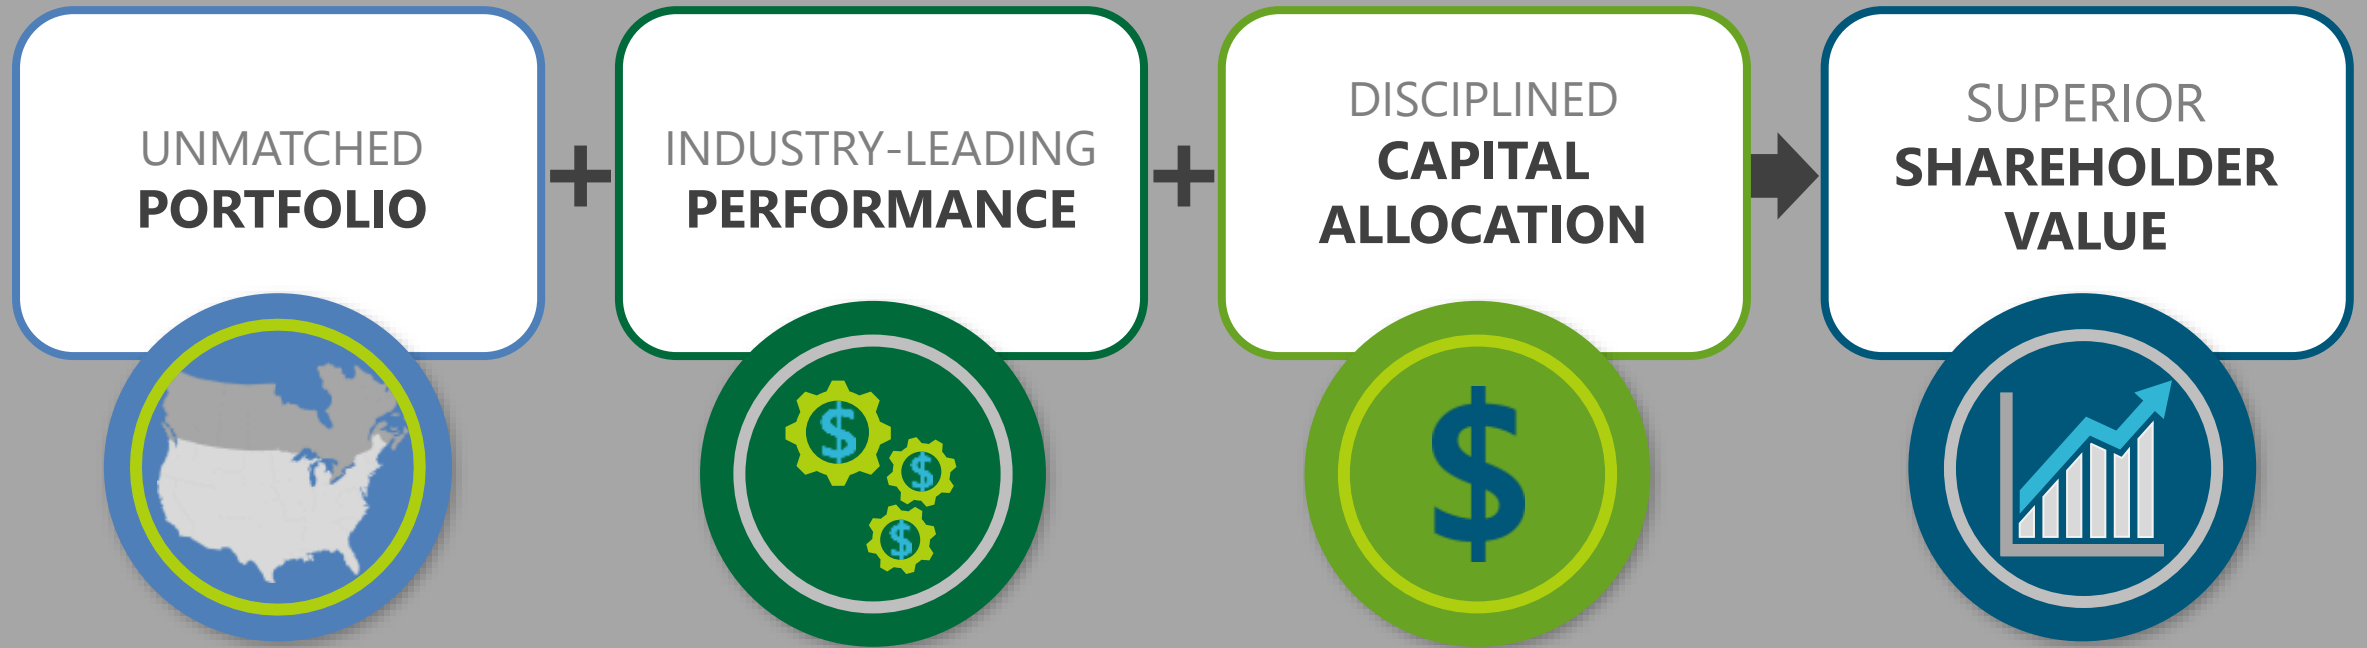 UNMATCHED
PORTFOLIO
+
INDUSTRY-LEADING
PERFORMANCE
+
DISCIPLINED
CAPITAL
ALLOCATION
SUPERIOR
SHAREHOLDER
VALUE
$
$
$
$